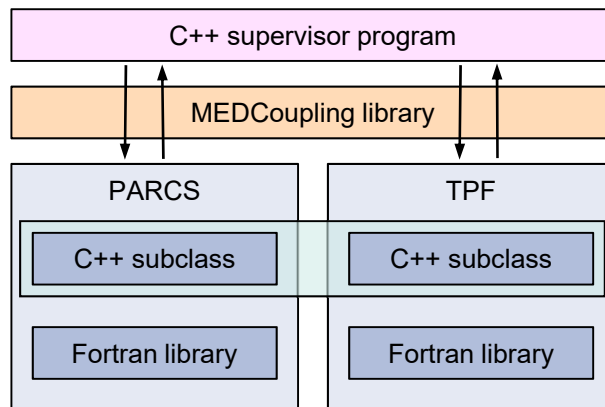 C++ supervisor program
MEDCoupling library
PARCS
TPF
C++ subclass
C++ subclass
Fortran library
Fortran library